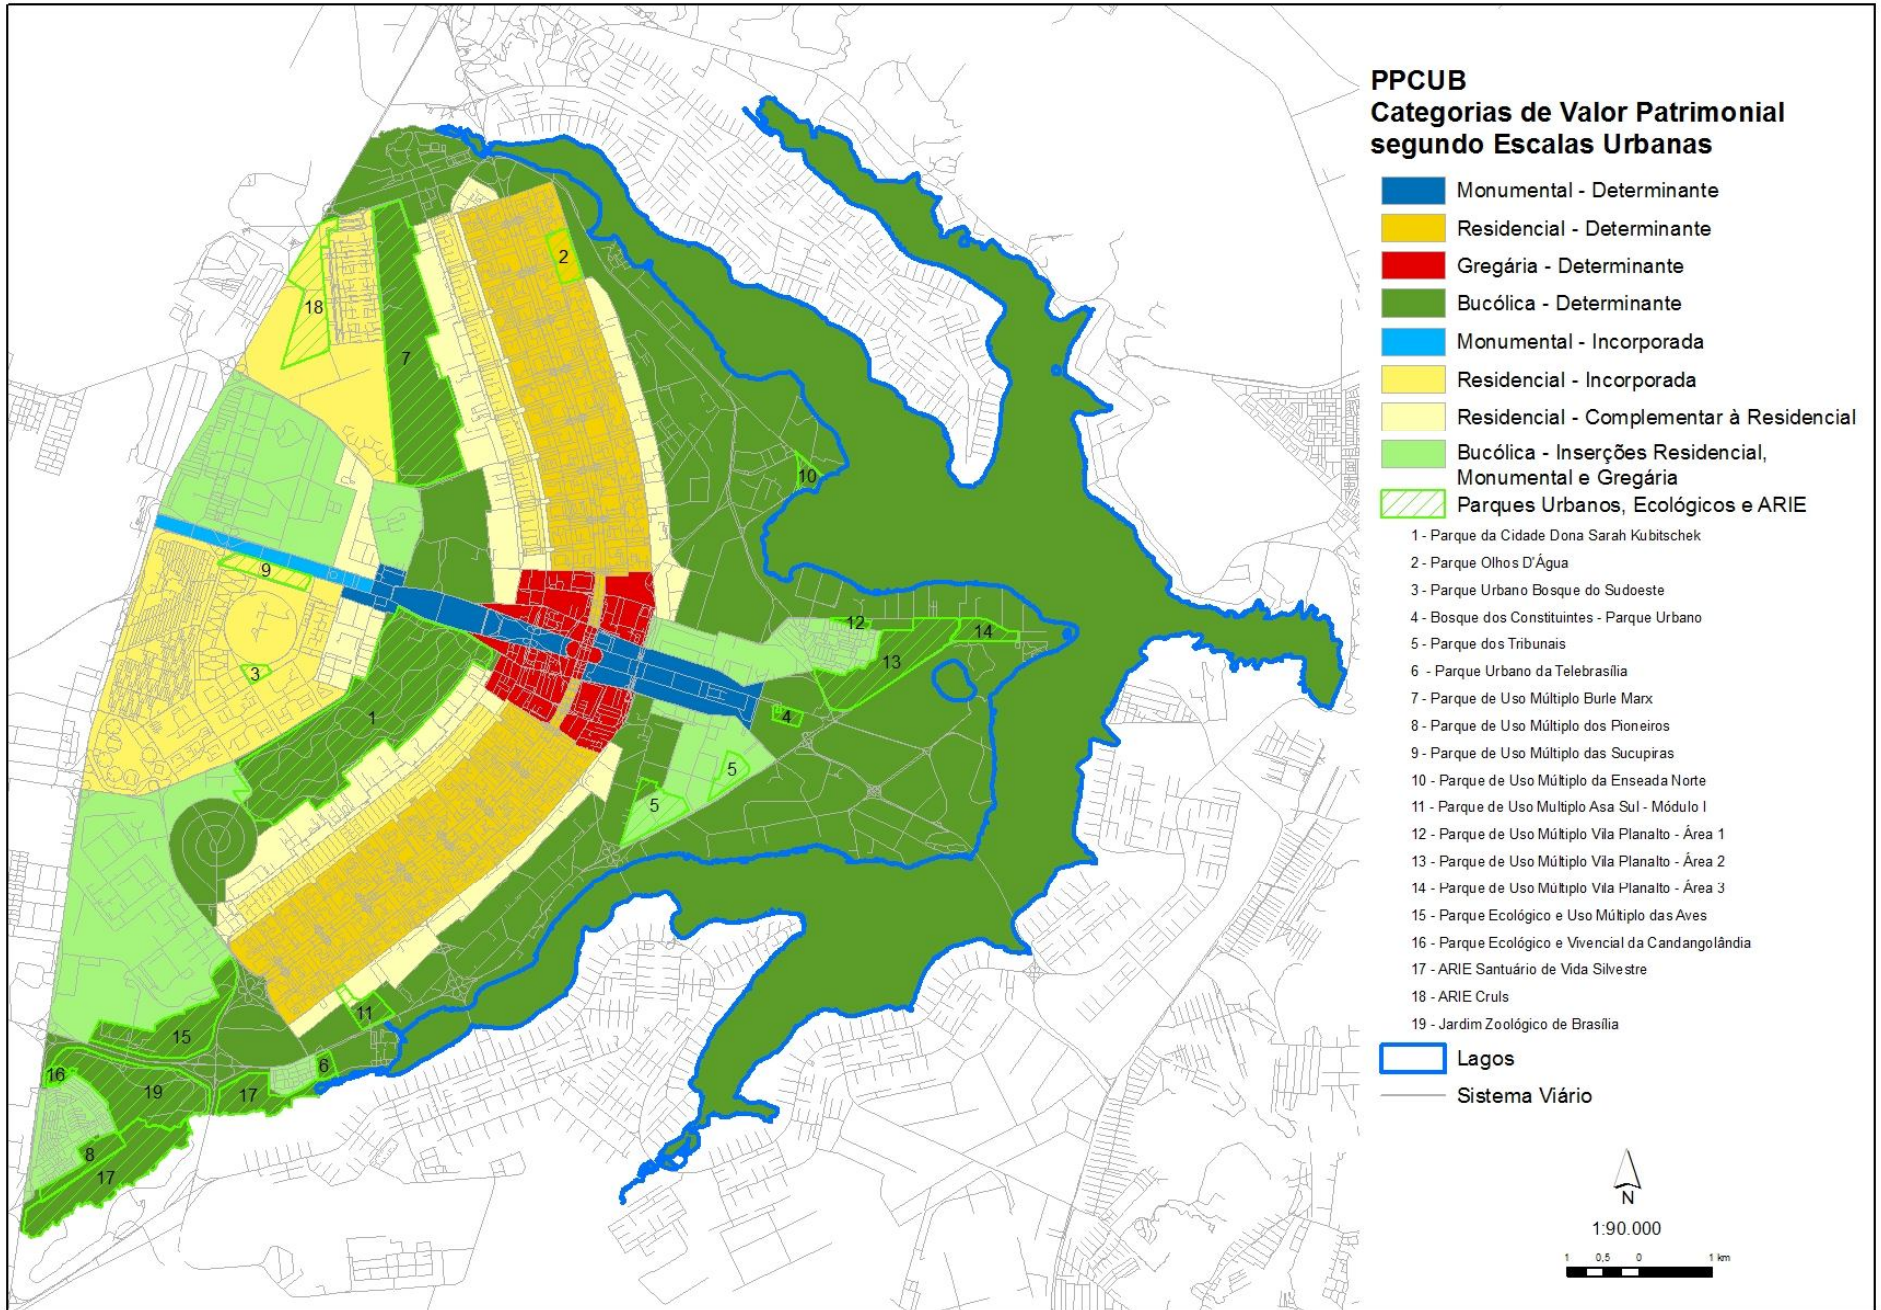 PPCUB
Categorias de Valor Patrimonial
segundo Escalas Urbanas
Monumental - Determinante
Residencial - Determinante
Gregária - Determinante
Bucólica - Determinante
Monumental - Incorporada
Residencial - Incorporada
Residencial - Complementar à Residencial
Bucólica - Inserções Residencial,
Monumental e Gregária
Parques Urbanos, Ecológicos e ARIE
1 - Parque da Cidade Dona Sarah Kubitschek
2 - Parque Olhos D'Água
3 - Parque Urbano Bosque do Sudoeste
4 - Bosque dos Constituintes - Parque Urbano
5 - Parque dos Tribunais
6 - Parque Urbano da Telebrasília
7 - Parque de Uso Múltiplo Burle Marx
8 - Parque de Uso Múltiplo dos Pioneiros
9 - Parque de Uso Múltiplo das Sucupiras
10 - Parque de Uso Múltiplo da Enseada Norte
11 - Parque de Uso Multiplo Asa Sul - Módulo I
12 - Parque de Uso Múltiplo Vila Planalto - Área 1
13 - Parque de Uso Múltiplo Vila Planalto - Área 2
14 - Parque de Uso Múltiplo Vila Planalto - Área 3
15 - Parque Ecológico e Uso Múltiplo das Aves
16 - Parque Ecológico e Vivencial da Candangolândia
17 - ARIE Santuário de Vida Silvestre
18 - ARIE Cruls
19 - Jardim Zoológico de Brasília
Lagos
Sistema Viário
N
1:90.000
1 0,5 0 1 km
2
18
7
10
9
12
14
13
3
1
4
5
5
11
15
6
16
19
17
8
17